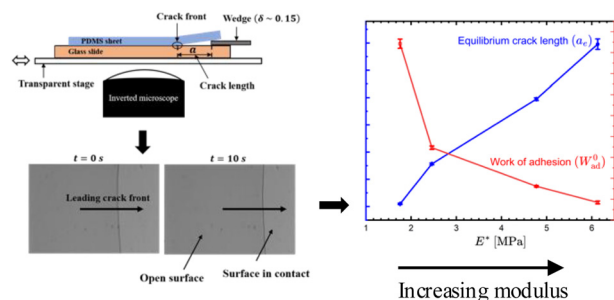 Crack front
Wedge (δ ~ 0.15)
PDMS sheet
Glass slide
a
Transparent stage
Crack length
Inverted microscope
t = 0 s
t = 10 s
Leading crack front
Open surface
Surface in contact
Equilibrium crack length (a_e)
Work of adhesion (W_ad^0)
1 2 3 4 5 6
E* [MPa]
Increasing modulus